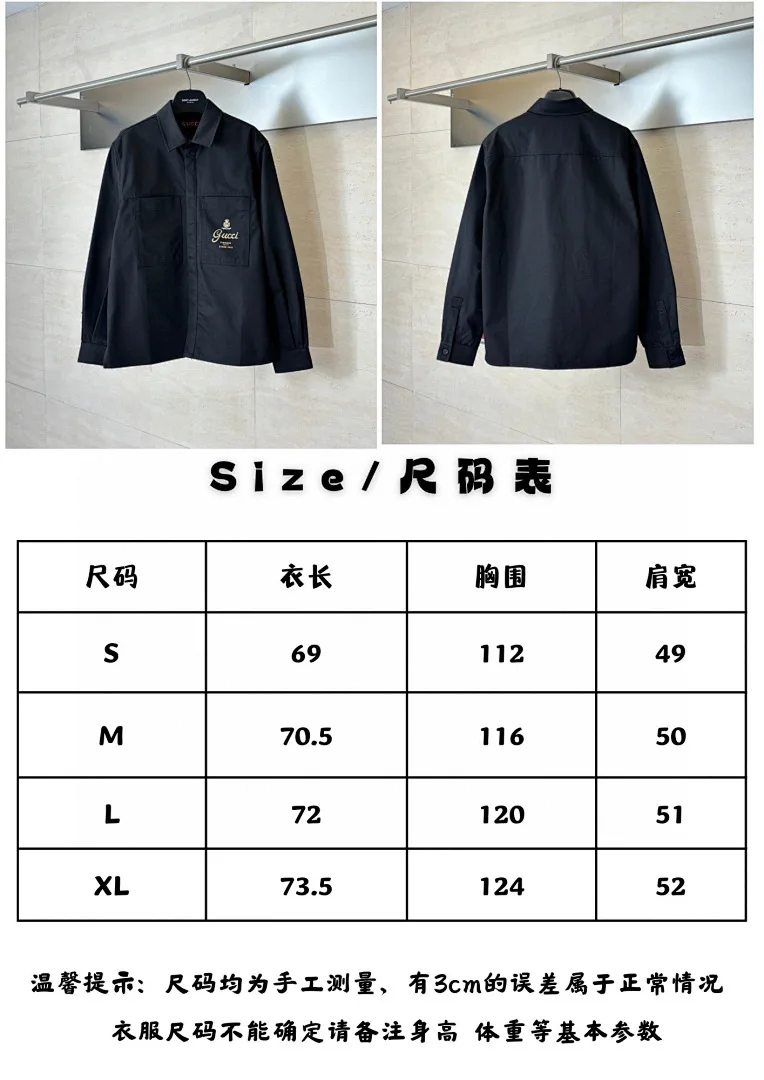 GUCCI
Gucci
Size/尺码表
尺码 衣长 胸围 肩宽
S 69 112 49
M 70.5 116 50
L 72 120 51
XL 73.5 124 52
温馨提示：尺码均为手工测量，有3cm的误差属于正常情况
衣服尺码不能确定请备注身高 体重等基本参数